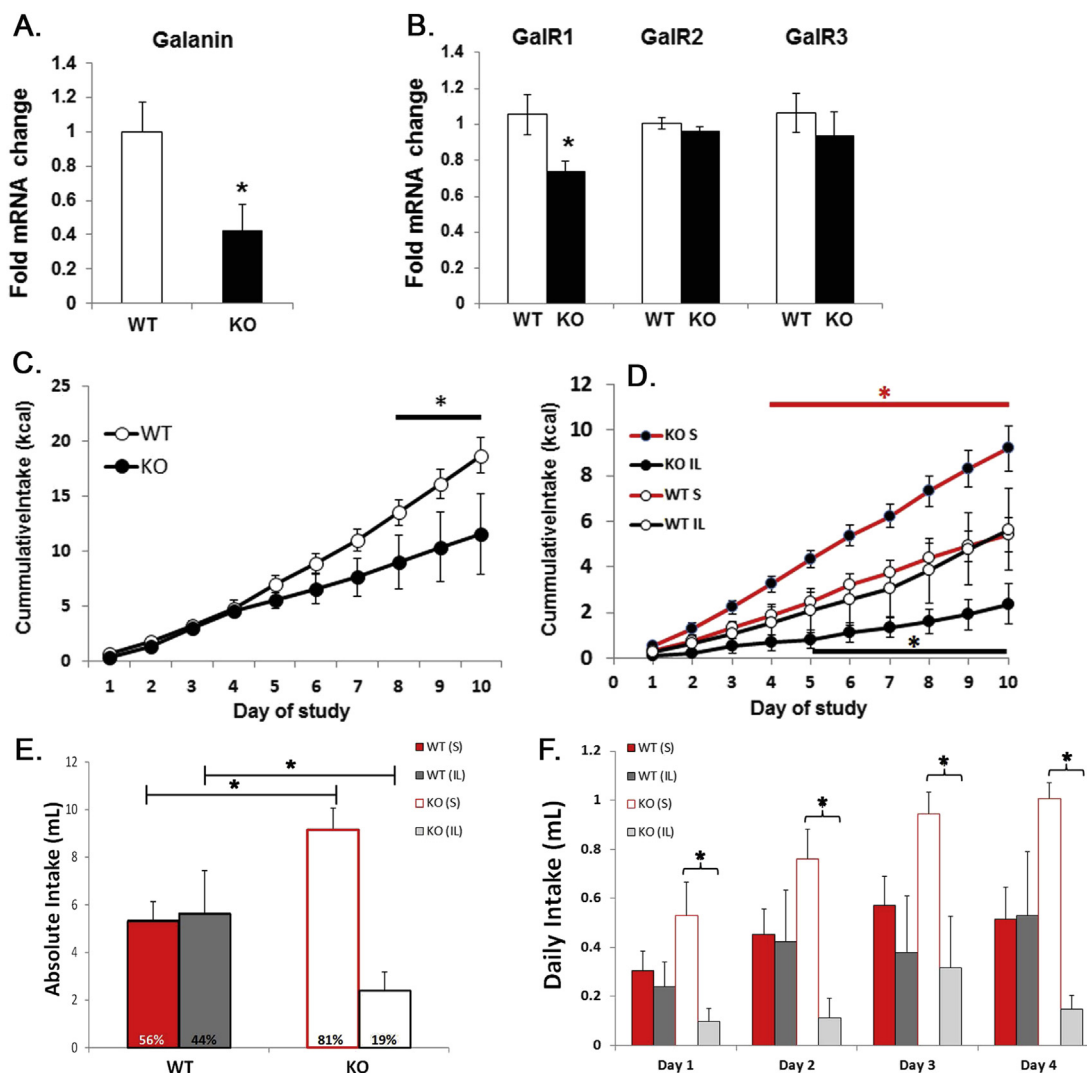 A.
Galanin
Fold mRNA change
1.4
1.2
1
0.8
0.6
0.4
0.2
0
*
WT KO
B.
GalR1 GalR2 GalR3
Fold mRNA change
1.4
1.2
1
0.8
0.6
0.4
0.2
0
*
WT KO WT KO WT KO
C.
Cummulative Intake (kcal)
25
20
15
10
5
0
WT
KO
*
1 2 3 4 5 6 7 8 9 10
Day of study
D.
CummulativeIntake (kcal)
12
10
8
6
4
2
0
KO S
KO IL
WT S
WT IL
*
*
0 1 2 3 4 5 6 7 8 9 10
Day of study
E.
Absolute Intake (mL)
12
10
8
6
4
2
0
WT (S)
WT (IL)
KO (S)
KO (IL)
*
*
56% 44% 81% 19%
WT KO
F.
Daily Intake (mL)
1.2
1
0.8
0.6
0.4
0.2
0
WT (S)
WT (IL)
KO (S)
KO (IL)
* * * *
Day 1 Day 2 Day 3 Day 4